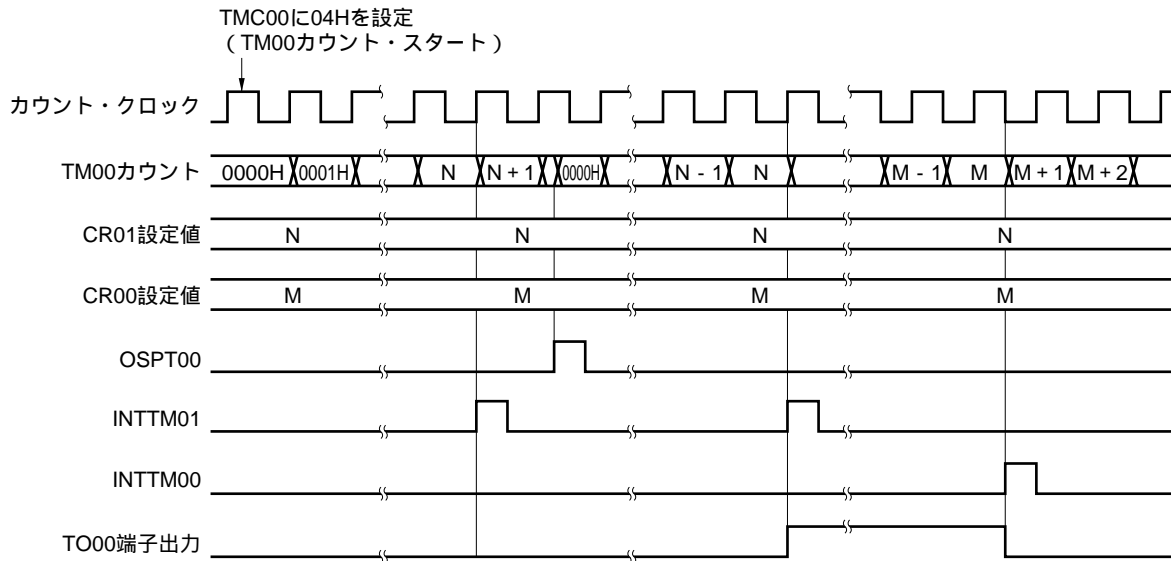 TMC00に04Hを設定
（TM00カウント・スタート）
カウント・クロック
TM00カウント 0000H 0001H N N + 1 0000H N - 1 N M - 1 M M + 1 M + 2
CR01設定値 N N N N
CR00設定値 M M M M
OSPT00
INTTM01
INTTM00
TO00端子出力